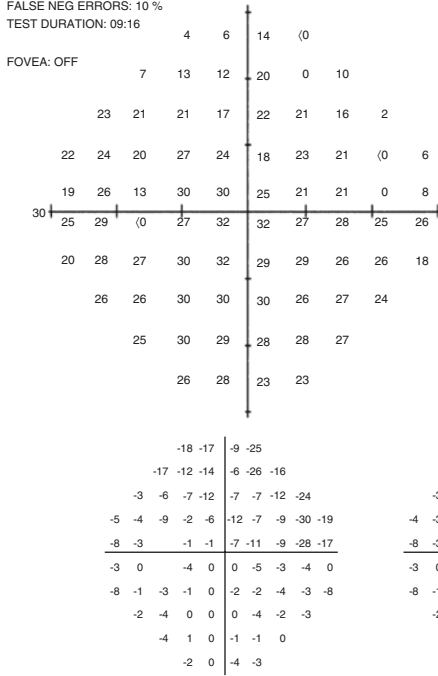 FALSE NEG ERRORS: 10 %
TEST DURATION: 09:16
FOVEA: OFF
4 6 14 ⟨0
7 13 12 20 0 10
23 21 21 17 22 21 16 2
22 24 20 27 24 18 23 21 ⟨0 6
19 26 13 30 30 25 21 21 0 8
30
25 29 ⟨0 27 32 32 27 28 25 26
20 28 27 30 32 29 29 26 26 18
26 26 30 30 30 26 27 24
25 30 29 28 28 27
26 28 23 23
-18 -17 -9 -25
-17 -12 -14 -6 -26 -16
-3 -6 -7 -12 -7 -7 -12 -24
-5 -4 -9 -2 -6 -12 -7 -9 -30 -19 -4
-8 -3 -1 -1 -7 -11 -9 -28 -17 -8
-3 0 -4 0 0 -5 -3 -4 0 -3
-8 -1 -3 -1 0 -2 -2 -4 -3 -8 -8
-2 -4 0 0 0 -4 -2 -3
-4 1 0 -1 -1 0
-2 0 -4 -3